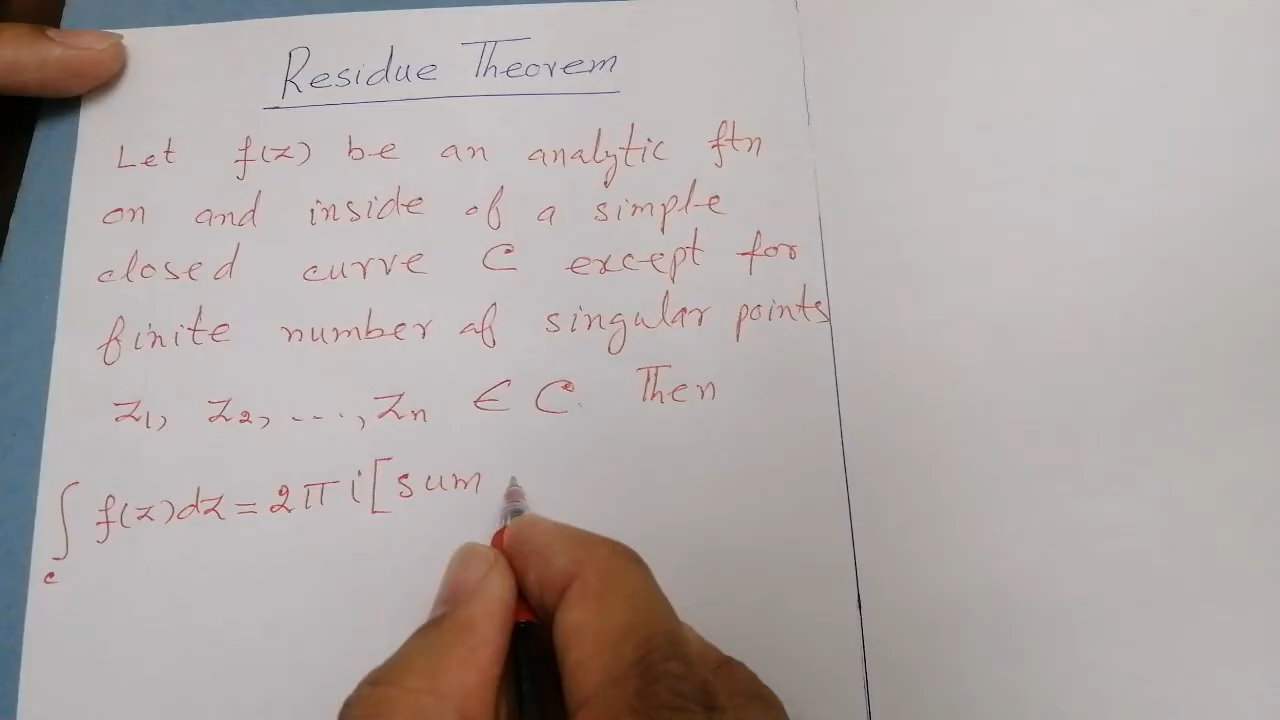 Residue Theorem
Let f(z) be an analytic ftn
on and inside of a simple
closed curve C except for
finite number of singular points
z₁, z₂, ..., zₙ ∈ C. Then
∫_c f(z)dz = 2πi[sum